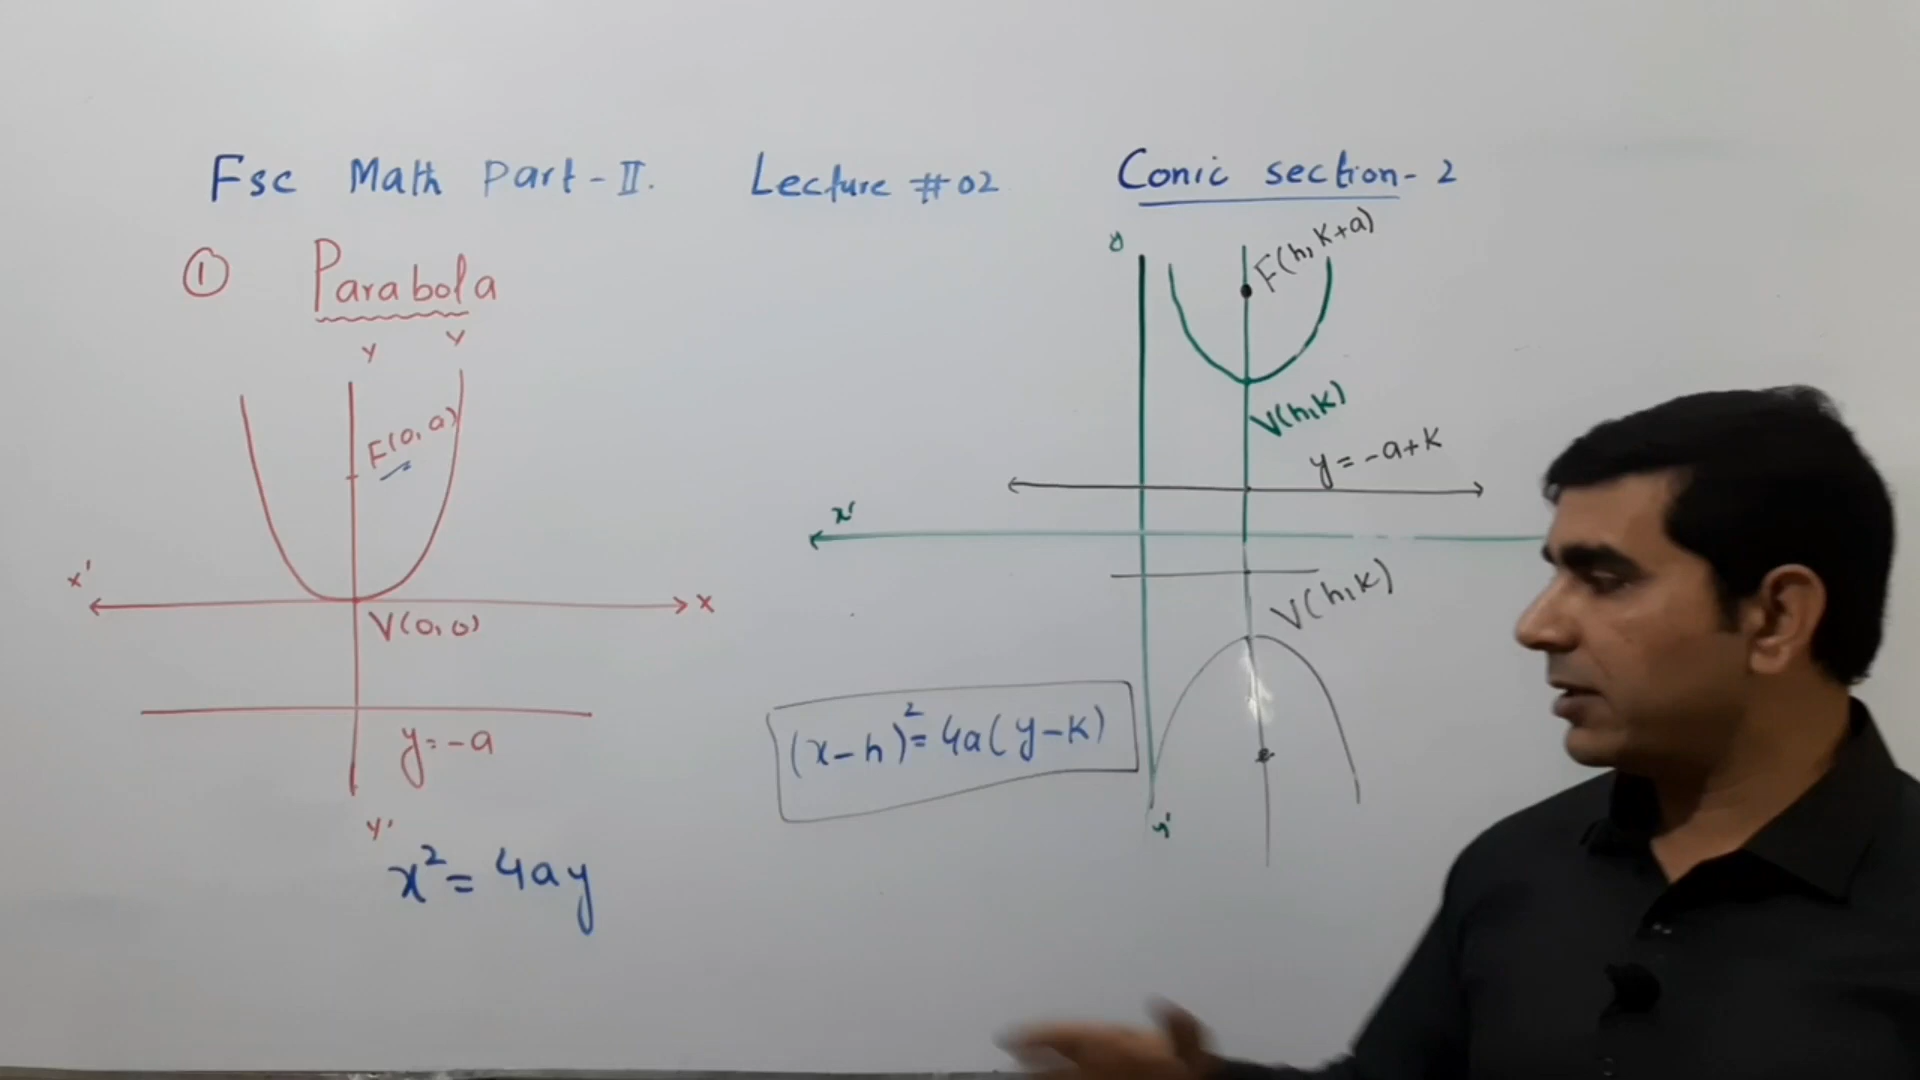 Fsc Math Part-II. Lecture #02 Conic section-2
① Parabola
Y Y
F(0,a)
x' x
V(0,0)
y=-a
Y'
x²= 4ay
y
F(h,k+a)
V(h,k)
y=-a+k
x'
V(h,k)
(x-h)²=4a(y-k)
y'